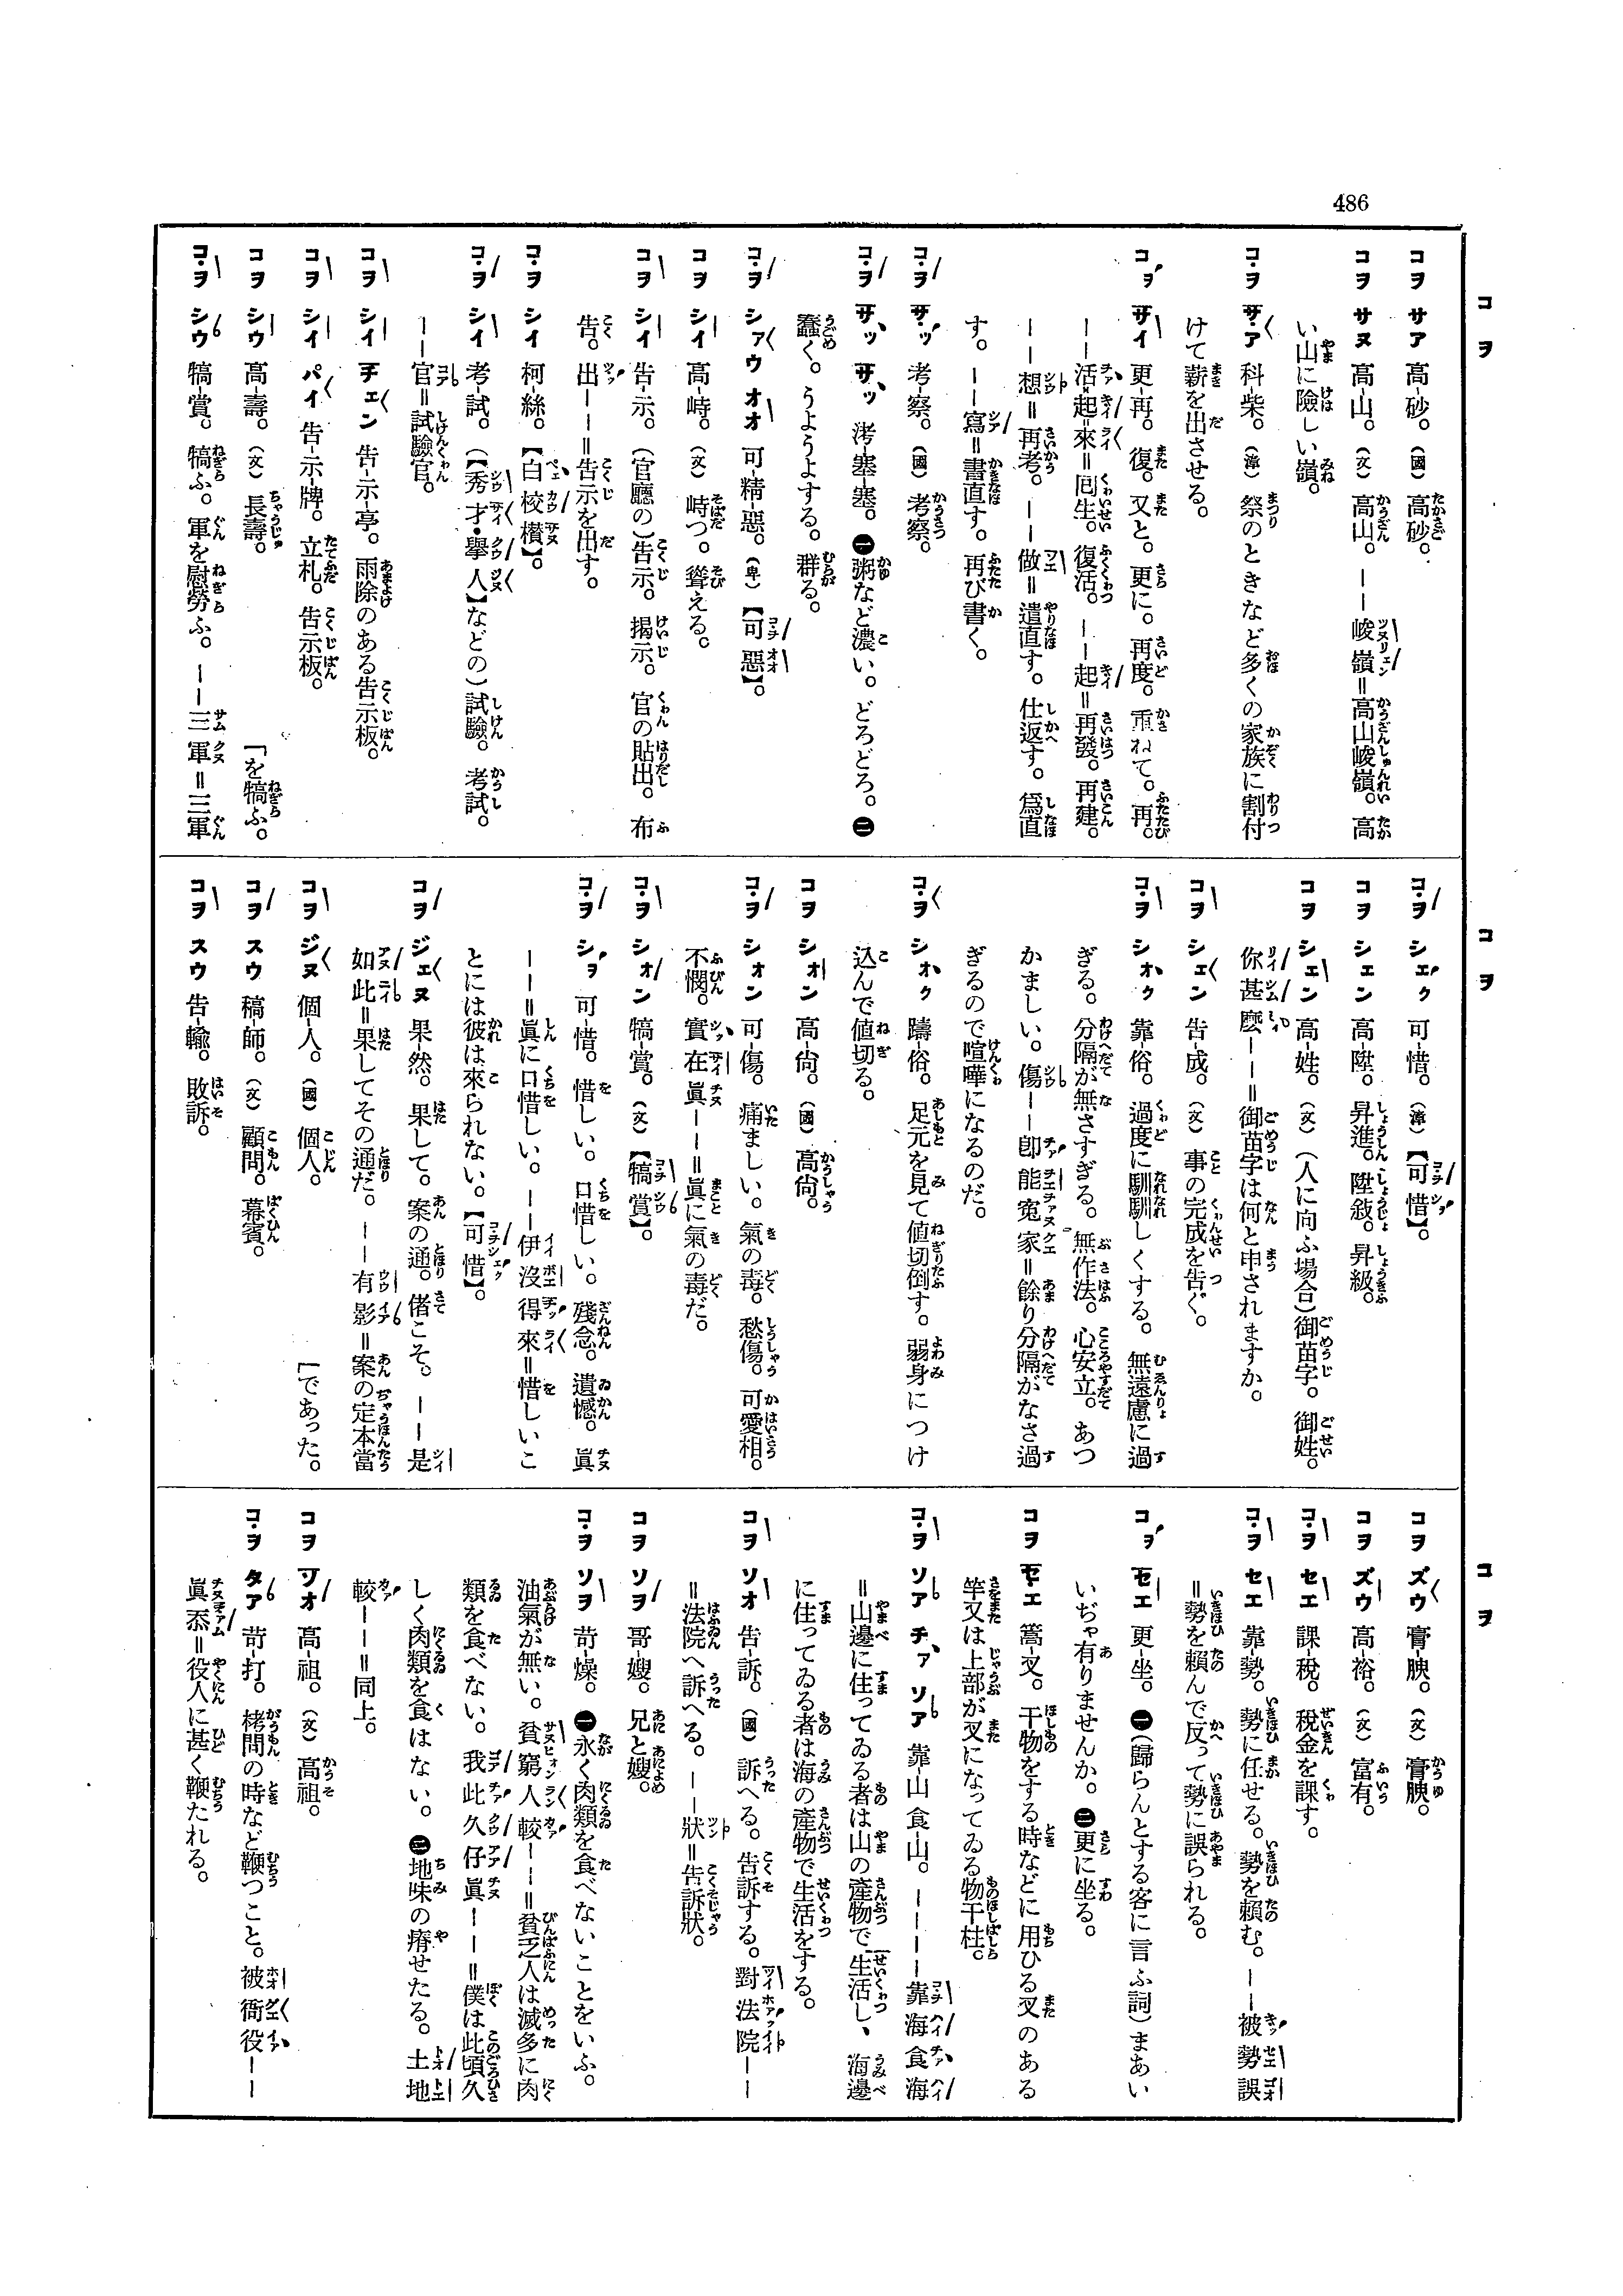 486
コヲ
コヲ サア 高-砂。(國)高砂。
コヲ サヌ 高-山。(文)高山。――峻嶺=高山峻嶺。高
い山に險しい嶺。
コヲ サア 科-柴。(漳)祭のときなど多くの家族に割付
けて薪を出させる。
コヲ サイ 更-再。復。又と。更に。再度。重ねて。再。
――活起來=囘生。復活。――起=再發。再建。
――想=再考。――做=遣直す。仕返す。爲直
す。――寫=書直す。再び書く。
コヲ サッ 考-察。(國)考察。
コヲ サッ サッ 洘-塞-塞。㊀粥など濃い。どろどろ。㊁
蠢く。うようよする。群る。
コヲ シァウ オオ 可-精-惡。(卑)【可惡】。
コヲ シイ 高-峙。(文)峙つ。聳える。
コヲ シイ 告-示。(官廳の)告示。揭示。官の貼出。布
告。出――=告示を出す。
コヲ シイ 柯-絲。【白校欑】。
コヲ シイ 考-試。(【秀才・擧人】などの)試驗。考試。
――官=試驗官。
コヲ シイ チェン 告-示-亭。雨除のある告示板。
コヲ シイ パイ 告-示-牌。立札。告示板。
コヲ シウ 高-壽。(文)長壽。
コヲ シウ 犒-賞。犒ふ。軍を慰勞ふ。――三軍=三軍
「を犒ふ。
コヲ
コヲ シェク 可-惜。(漳)【可惜】。
コヲ シェン 高-陞。昇進。陞敍。昇級。
コヲ シェン 高-姓。(文)(人に向ふ場合)御苗字。御姓。
你甚麼――=御苗字は何と申されますか。
コヲ シェン 告-成。(文)事の完成を告ぐ。
コヲ シォク 靠-俗。過度に馴馴しくする。無遠慮に過
ぎる。分隔が無さすぎる。無作法。心安立。あつ
かましい。傷――卽能寃家=餘り分隔がなさ過
ぎるので喧嘩になるのだ。
コヲ シォク 躊-俗。足元を見て値切倒す。弱身につけ
込んで値切る。
コヲ シォン 高-尙。(國)高尙。
コヲ シォン 可-傷。痛ましい。氣の毒。愁傷。可愛相。
不憫。實在眞――=眞に氣の毒だ。
コヲ シォン 犒-賞。(文)【犒賞】。
コヲ シヲ 可-惜。惜しい。口惜しい。殘念。遺憾。眞
――=眞に口惜しい。――伊沒得來=惜しいこ
とには彼は來られない。【可惜】。
コヲ ジェヌ 果-然。果して。案の通。偖こそ。――是
如此=果してその通だ。――有影=案の定本當
「であった。
コヲ ジヌ 個-人。(國)個人。
コヲ スウ 稿-師。(文)顧問。幕賓。
コヲ スウ 告-輸。敗訴。
コヲ
コヲ ズウ 膏-腴。(文)膏腴。
コヲ ズウ 高-裕。(文)富有。
コヲ セエ 課-稅。稅金を課す。
コヲ セエ 靠-勢。勢に任せる。勢を賴む。――被勢誤
=勢を賴んで反って勢に誤られる。
コヲ セエ 更-坐。㊀(歸らんとする客に言ふ詞)まあい
いぢゃ有りませんか。㊁更に坐る。
コヲ セエ 篙-叉。干物をする時などに用ひる叉のある
竿又は上部が叉になってゐる物干柱。
コヲ ソァ チァ ソァ 靠-山食山。――――靠海食海
=山邊に住ってゐる者は山の產物で生活し、海邊
に住ってゐる者は海の產物で生活をする。
コヲ ソオ 告-訴。(國)訴へる。告訴する。對法院――
=法院へ訴へる。――狀=告訴狀。
コヲ ソヲ 哥-嫂。兄と嫂。
コヲ ソヲ 苛-燥。㊀永く肉類を食べないことをいふ。
油氣が無い。貧窮人較――=貧乏人は滅多に肉
類を食べない。我此久仔眞――=僕は此頃久
しく肉類を食はない。㊁地味の瘠せたる。土地
較――=同上。
コヲ ソオ 高-祖。(文)高祖。
コヲ タァ 苛-打。拷問の時など鞭つこと。被衙役――
眞忝=役人に甚く鞭たれる。